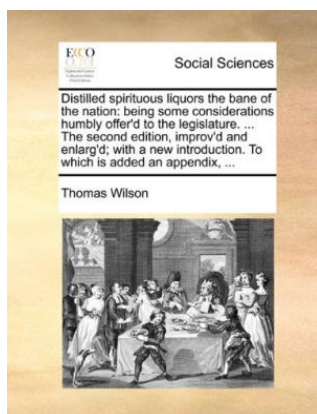 ECCO
Social Sciences
Distilled spirituous liquors the bane of
the nation: being some considerations
humbly offer'd to the legislature. ...
The second edition, improv'd and
enlarg'd; with a new introduction. To
which is added an appendix, ...
Thomas Wilson